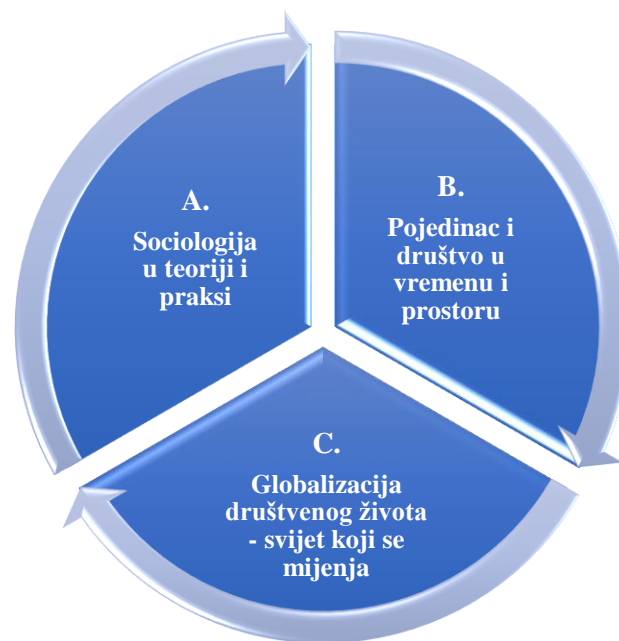 A.
Sociologija
u teoriji i
praksi
B.
Pojedinac i
društvo u
vremenu i
prostoru
C.
Globalizacija
društvenog života
- svijet koji se
mijenja